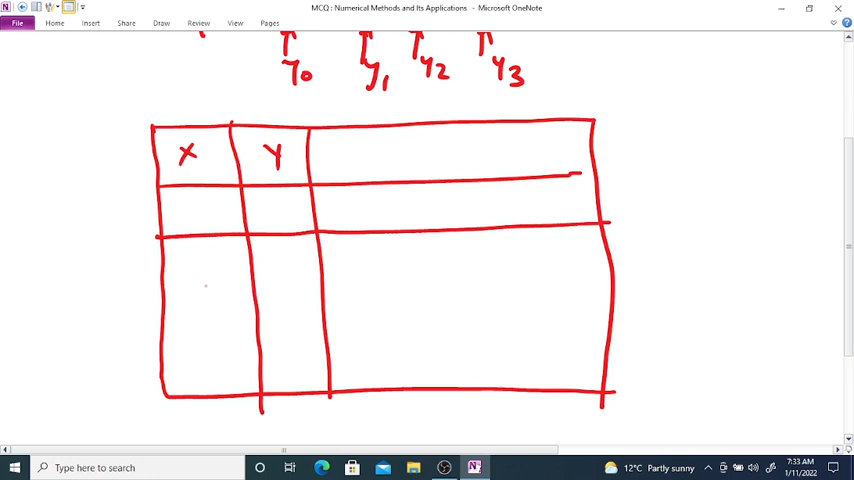 MCQ : Numerical Methods and Its Applications - Microsoft OneNote
File Home Insert Share Draw History Review View Pages
y0 y1 y2 y3
X Y
Type here to search
12°C Partly sunny
7:33 AM
1/11/2022